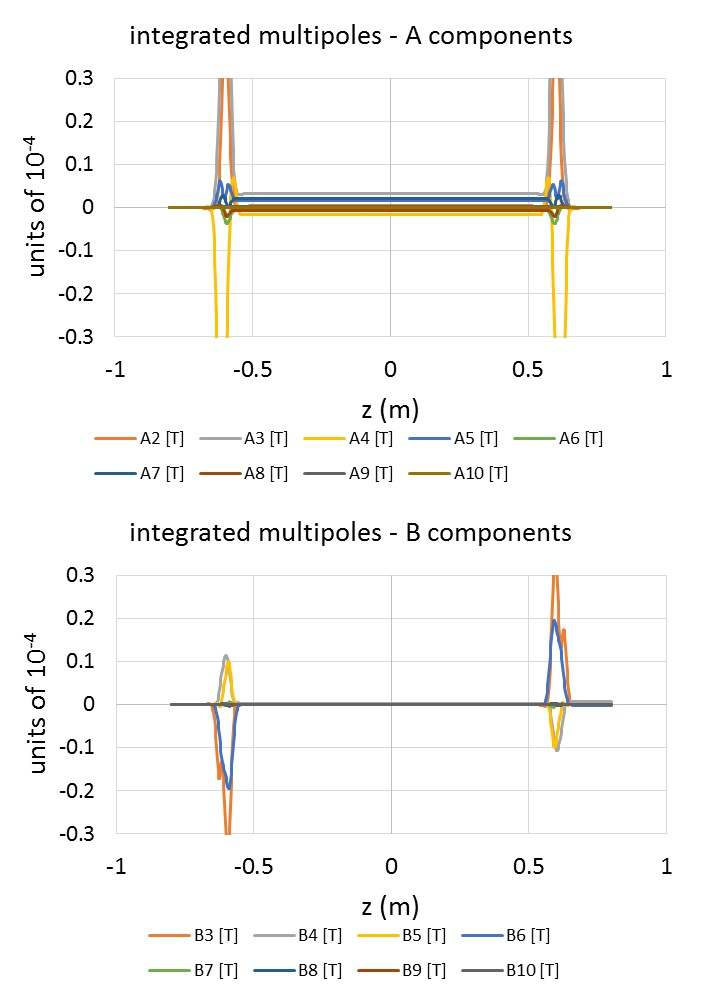 integrated multipoles - A components
0.3
0.2
0.1
0
-0.1
-0.2
-0.3
units of 10⁻⁴
-1 -0.5 0 0.5 1
z (m)
A2 [T] A3 [T] A4 [T] A5 [T] A6 [T]
A7 [T] A8 [T] A9 [T] A10 [T]
integrated multipoles - B components
0.3
0.2
0.1
0
-0.1
-0.2
-0.3
units of 10⁻⁴
-1 -0.5 0 0.5 1
z (m)
B3 [T] B4 [T] B5 [T] B6 [T]
B7 [T] B8 [T] B9 [T] B10 [T]